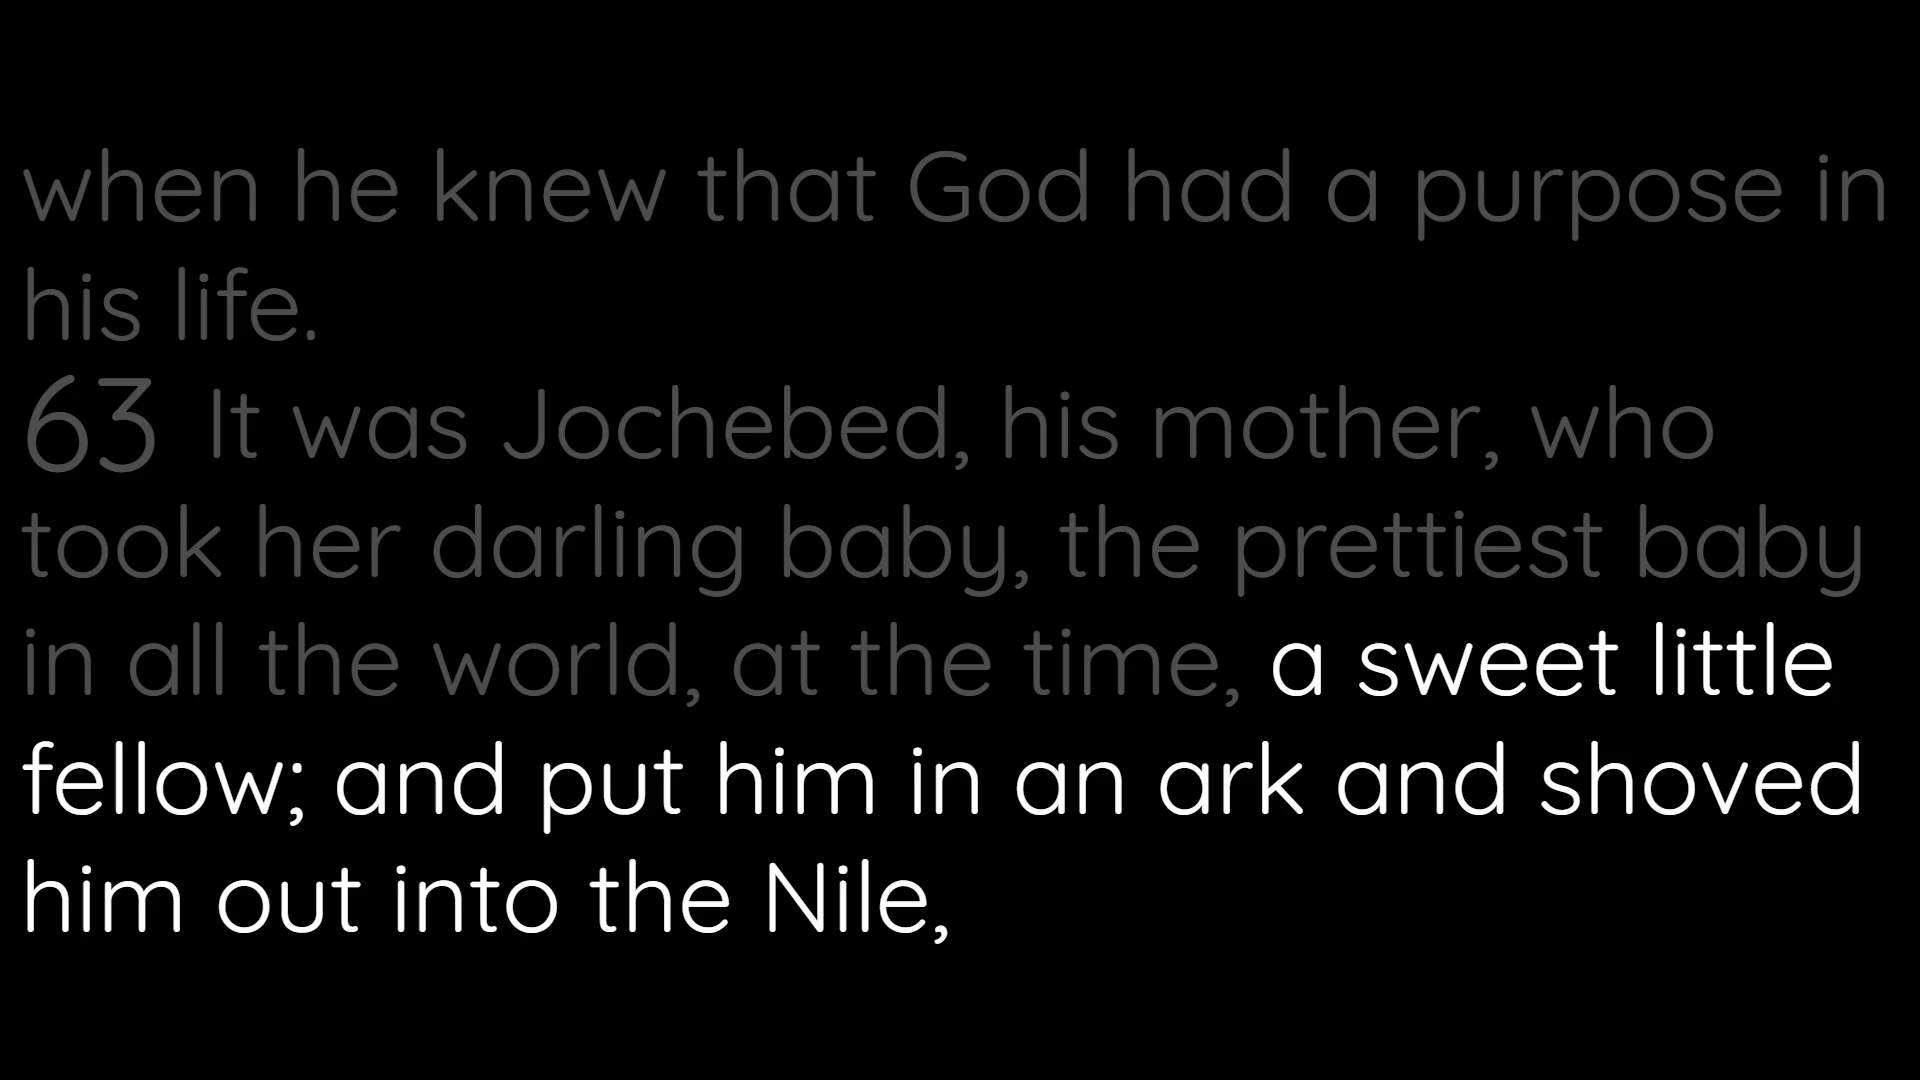 when he knew that God had a purpose in
his life.
63 It was Jochebed, his mother, who
took her darling baby, the prettiest baby
in all the world, at the time, a sweet little
fellow; and put him in an ark and shoved
him out into the Nile,